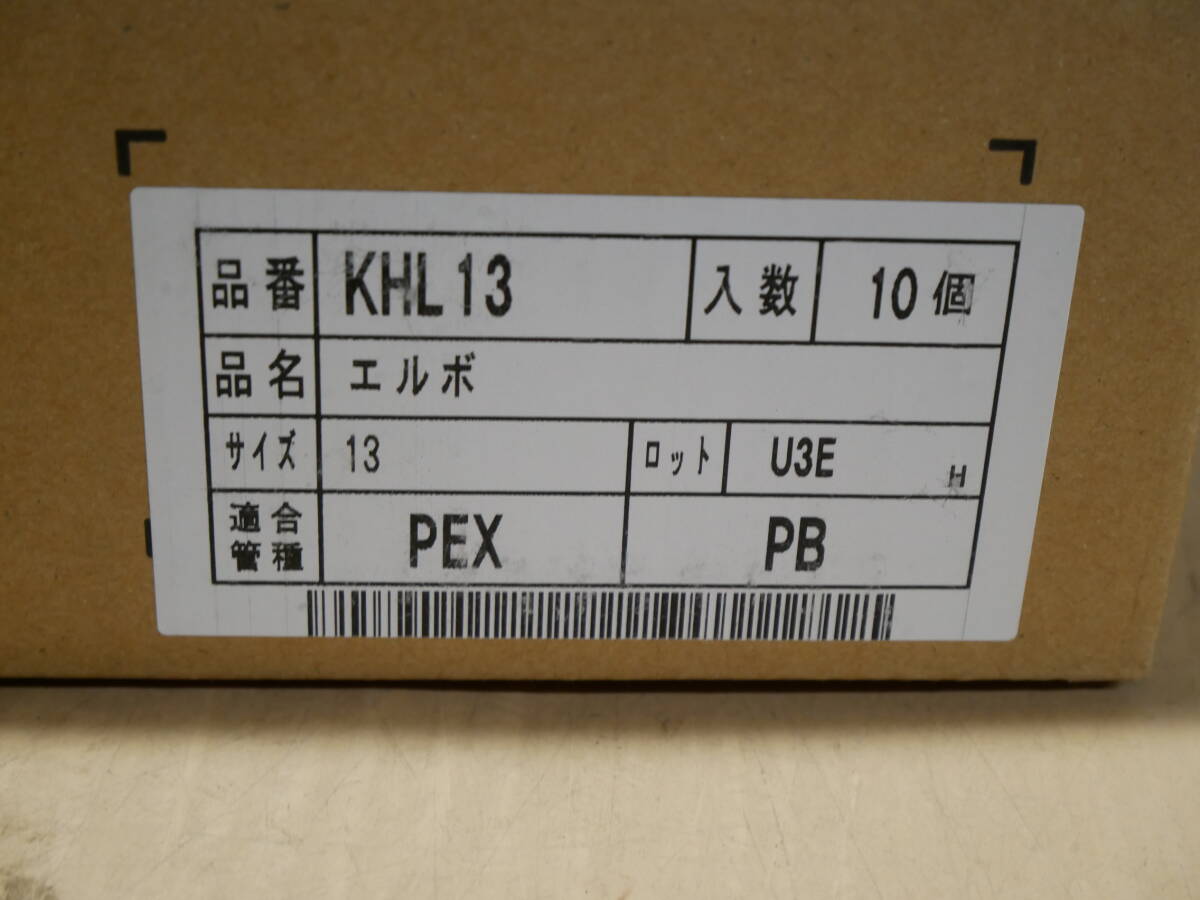 品番 KHL13 入数 10個
品名 エルボ
サイズ 13 ロット U3E H
適合管種 PEX PB